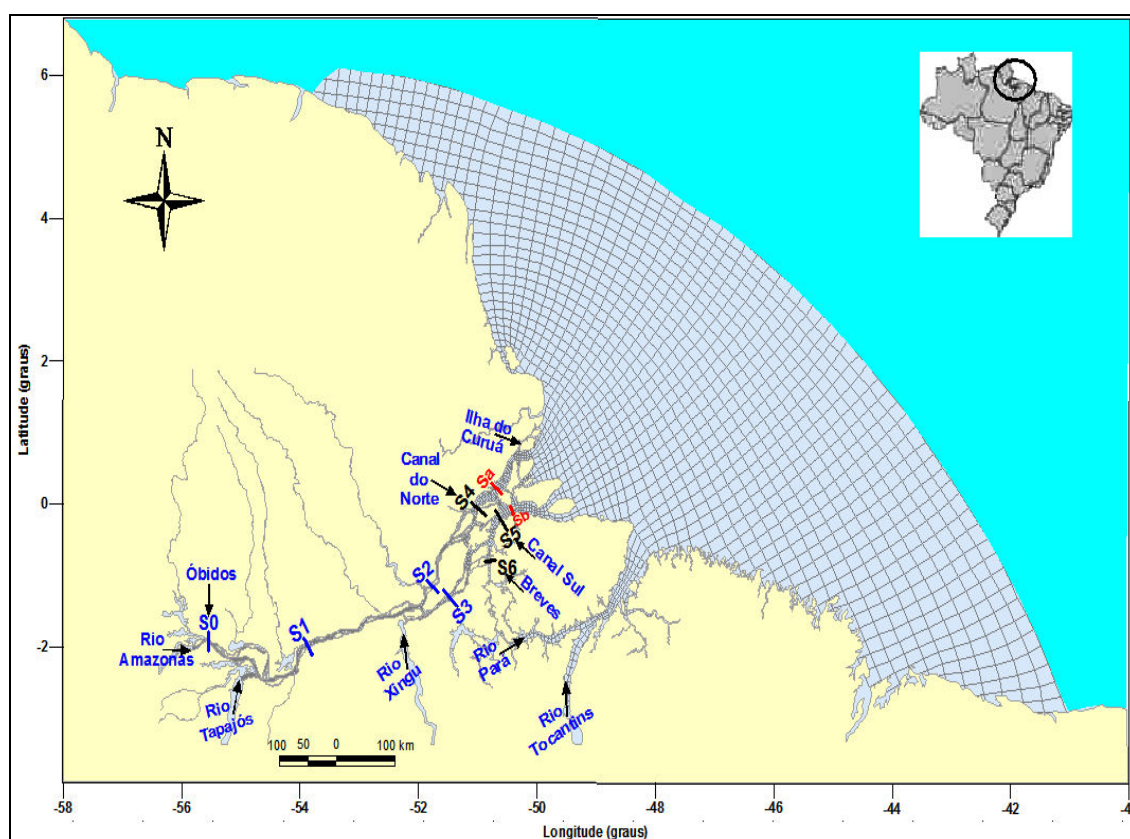 6
4
2
0
-2
Latitude (graus)
N
Ilha do
Curuá
Canal
do
Norte
S4
Sa
Sb
S5
Canal Sul
S6
Breves
S2
S3
Óbidos
S0
S1
Rio
Amazonas
Rio
Tapajós
Rio
Xingu
Rio
Para
Rio
Tocantins
100 50 0 100 km
-58 -56 -54 -52 -50 -48 -46 -44 -42 -4
Longitude (graus)